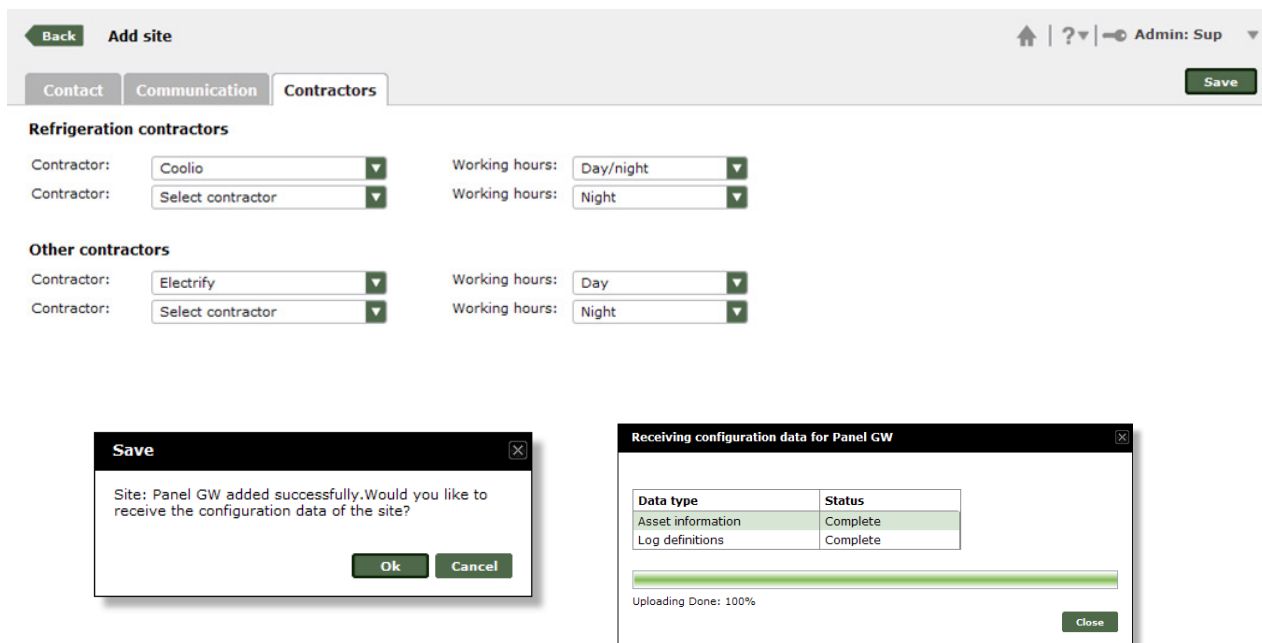 Back Add site ? Admin: Sup
Contact Communication Contractors Save
Refrigeration contractors
Contractor: Coolio Working hours: Day/night
Contractor: Select contractor Working hours: Night
Other contractors
Contractor: Electrify Working hours: Day
Contractor: Select contractor Working hours: Night
Save
Site: Panel GW added successfully.Would you like to
receive the configuration data of the site?
Ok Cancel
Receiving configuration data for Panel GW
Data type Status
Asset information Complete
Log definitions Complete
Uploading Done: 100%
Close